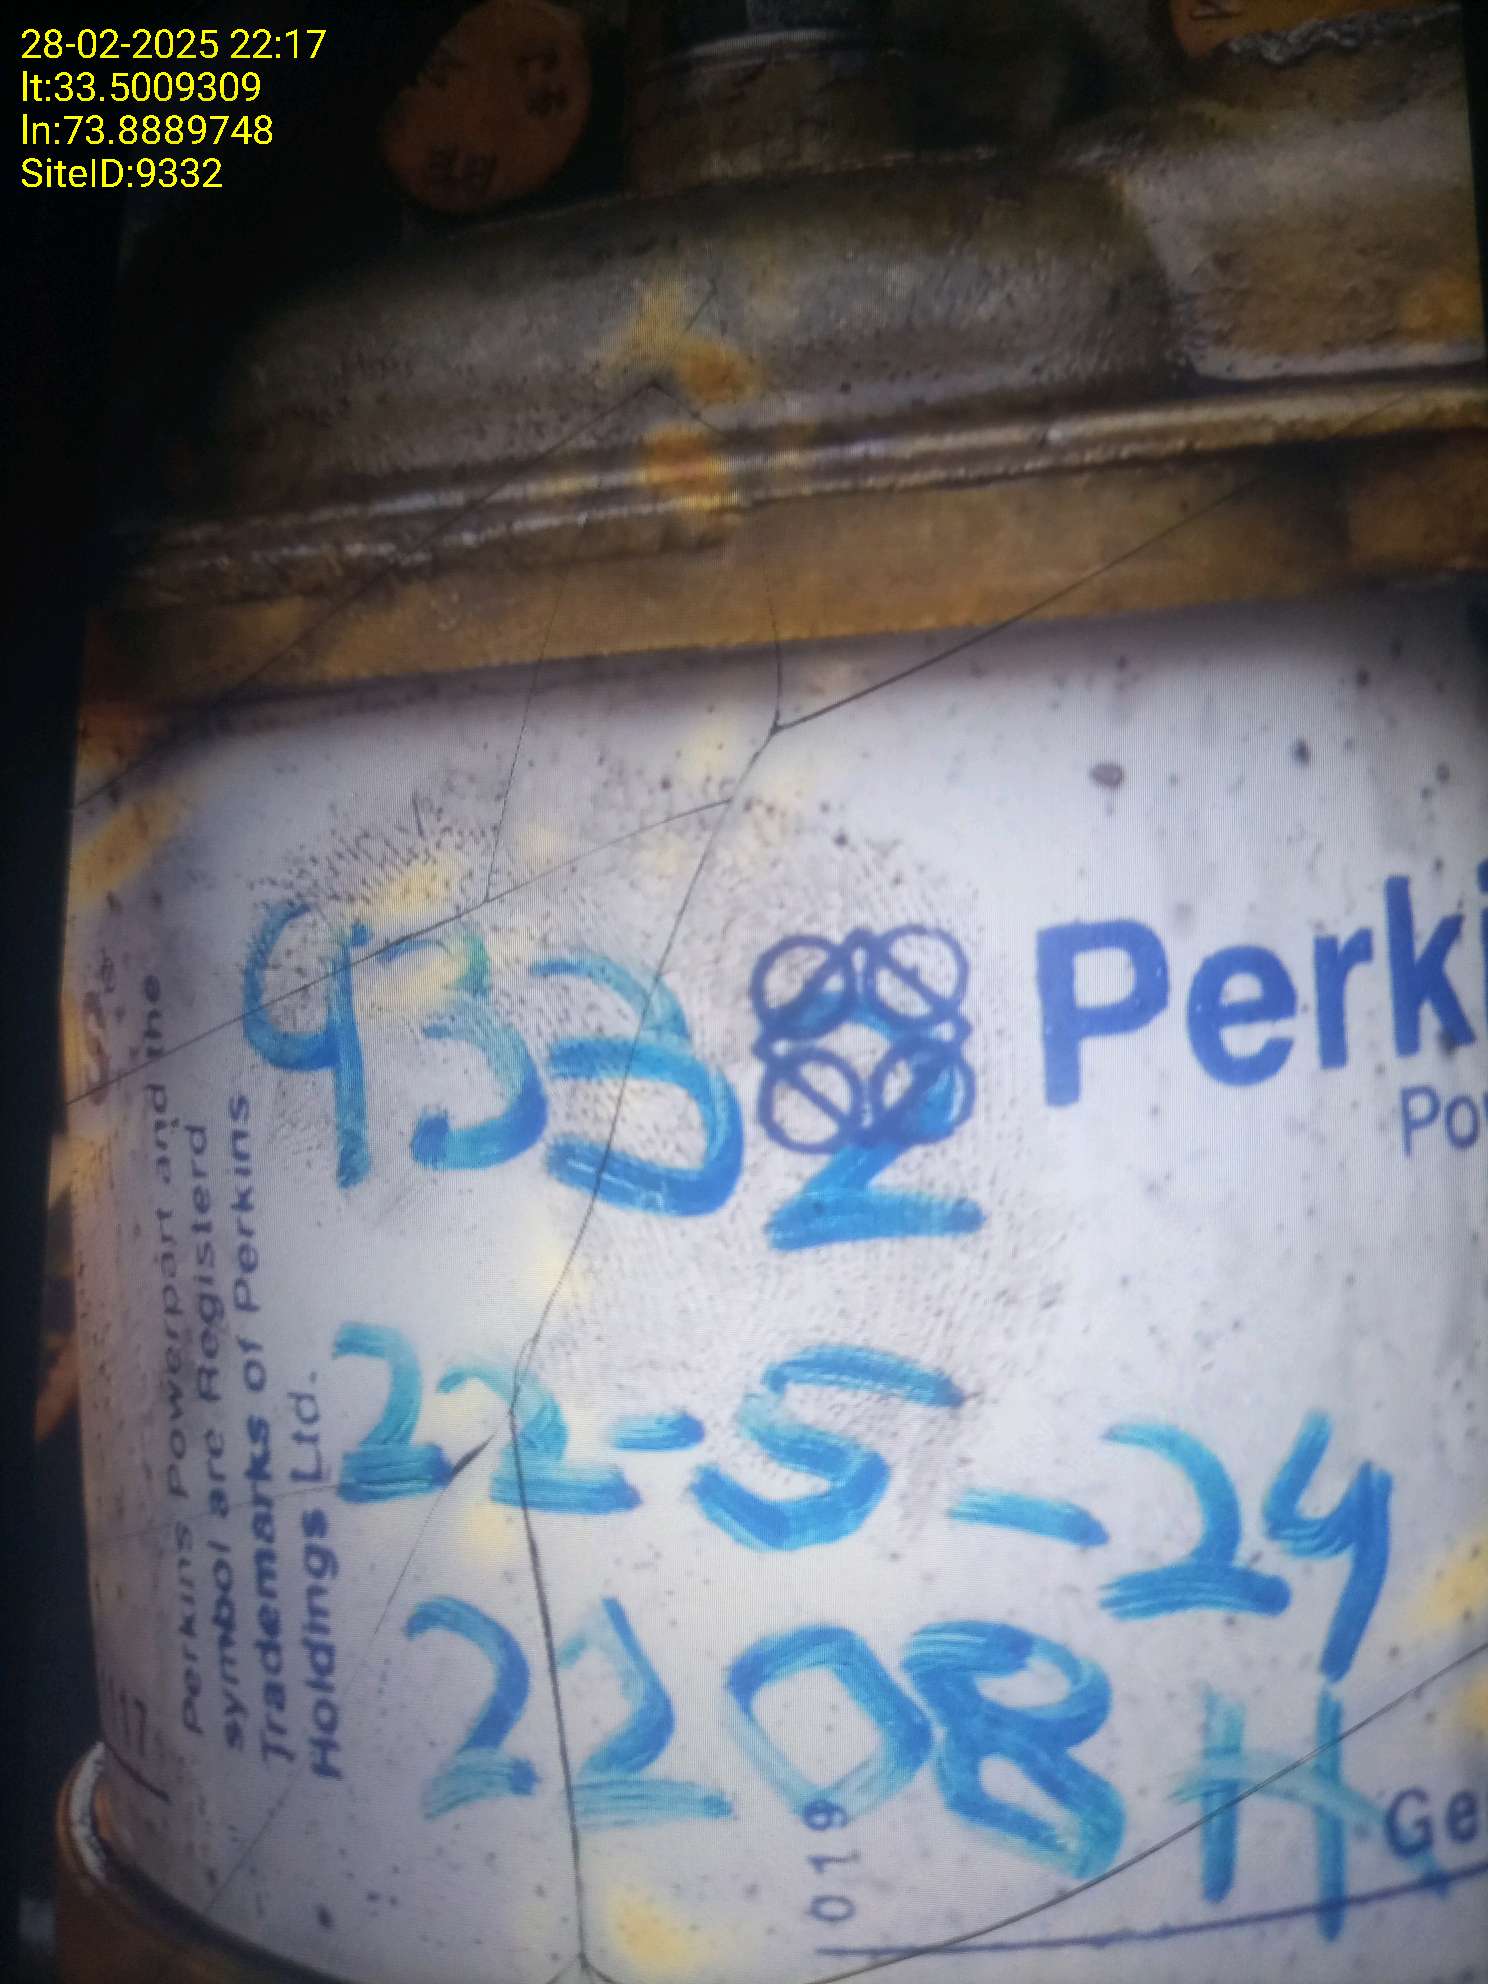 28-02-2025 22:17
lt:33.5009309
ln:73.8889748
SiteID:9332
9332
Perki
Po
22-5-24
2208 H
Ge
019
Perkins Powerpart and the
symbol are Registerd
Trademarks of Perkins
Holdings Ltd.